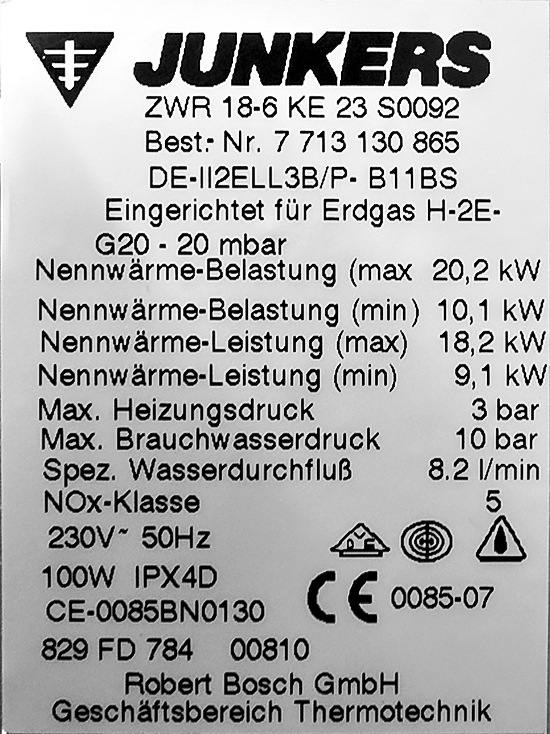 JUNKERS
ZWR 18-6 KE 23 S0092
Best.- Nr. 7 713 130 865
DE-II2ELL3B/P- B11BS
Eingerichtet für Erdgas H-2E-
G20 - 20 mbar
Nennwärme-Belastung (max 20,2 kW
Nennwärme-Belastung (min) 10,1 kW
Nennwärme-Leistung (max) 18,2 kW
Nennwärme-Leistung (min) 9,1 kW
Max. Heizungsdruck 3 bar
Max. Brauchwasserdruck 10 bar
Spez. Wasserdurchfluß 8.2 l/min
NOx-Klasse 5
230V~ 50Hz
100W IPX4D
CE 0085-07
CE-0085BN0130
829 FD 784 00810
Robert Bosch GmbH
Geschäftsbereich Thermotechnik